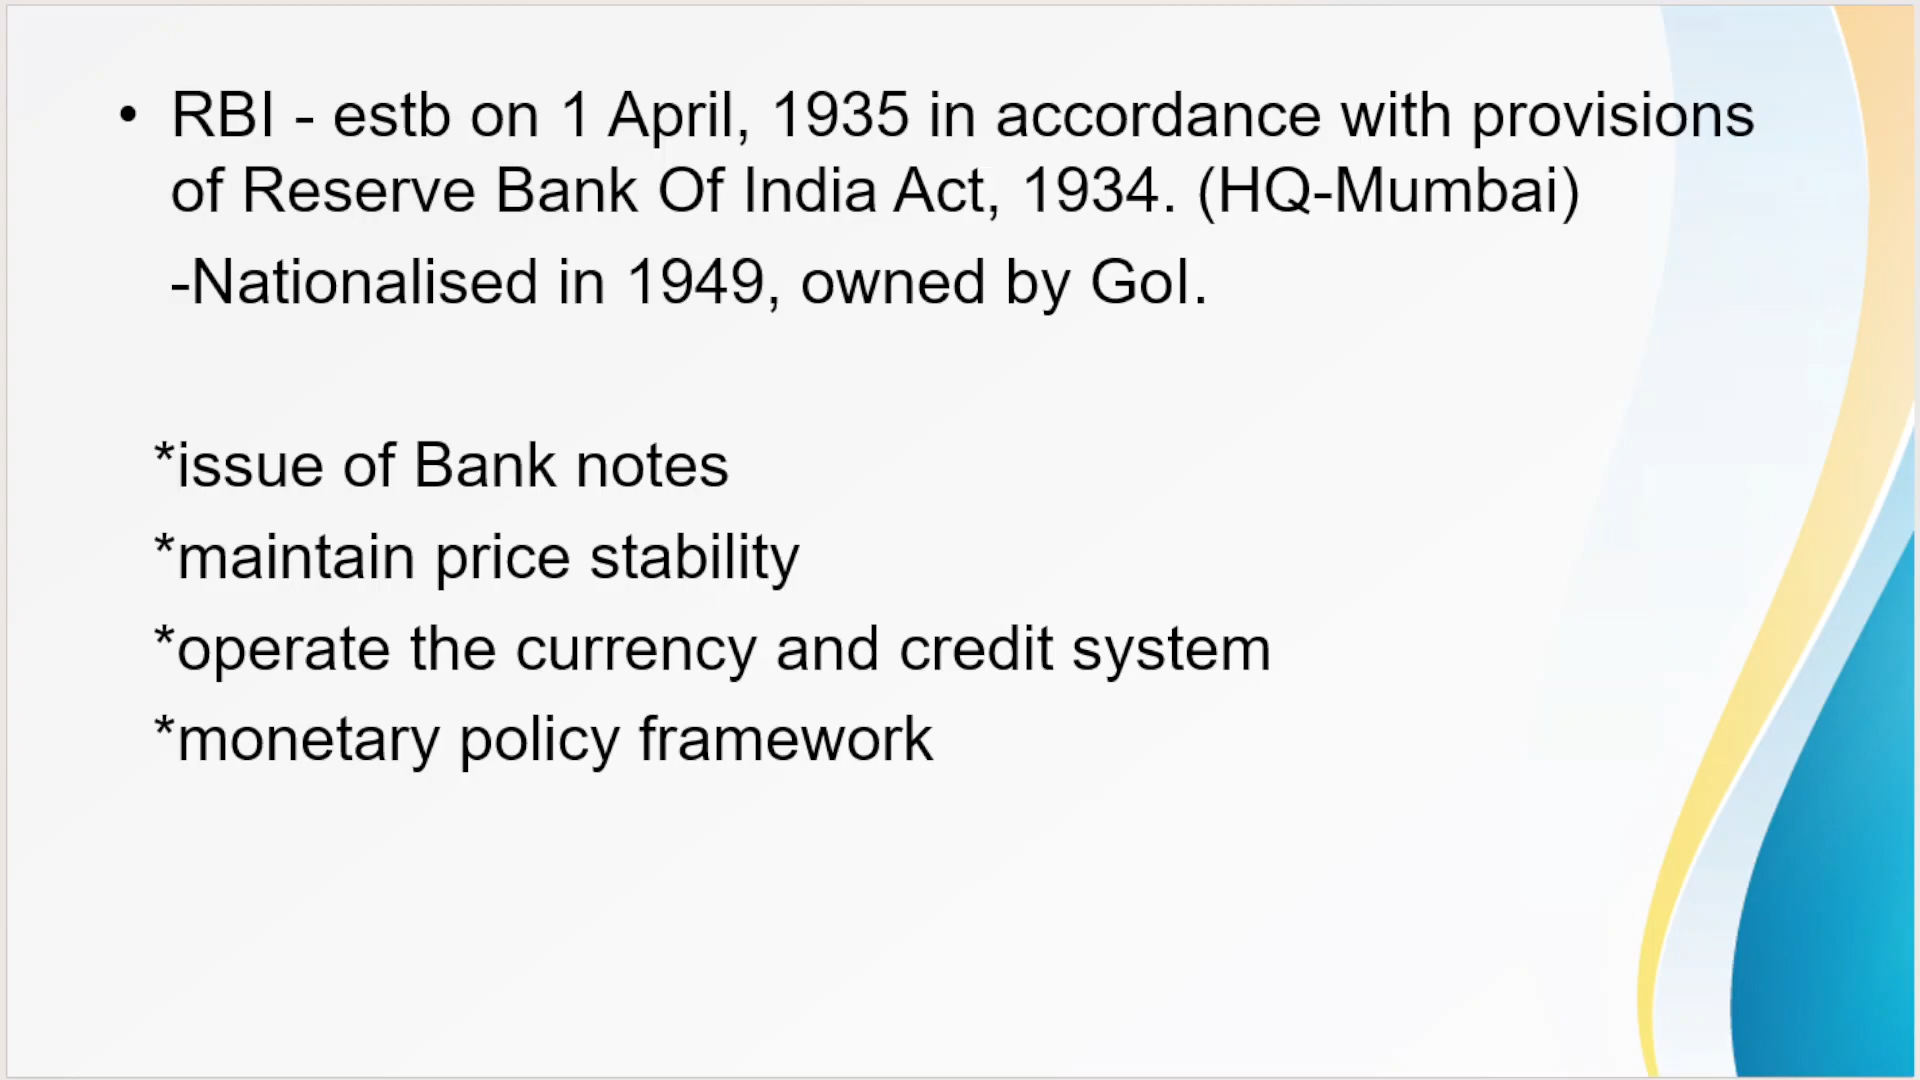 • RBI - estb on 1 April, 1935 in accordance with provisions
of Reserve Bank Of India Act, 1934. (HQ-Mumbai)
-Nationalised in 1949, owned by GoI.
*issue of Bank notes
*maintain price stability
*operate the currency and credit system
*monetary policy framework